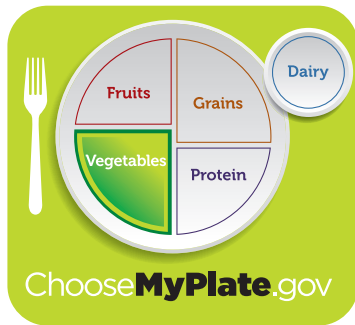 Dairy
Fruits
Grains
Vegetables
Protein
ChooseMyPlate.gov